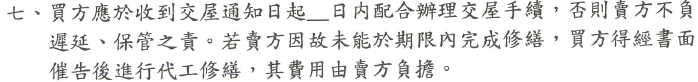 七、買方應於收到交屋通知日起__日內配合辦理交屋手續，否則賣方不負
遲延、保管之責。若賣方因故未能於期限內完成修繕，買方得經書面
催告後進行代工修繕，其費用由賣方負擔。